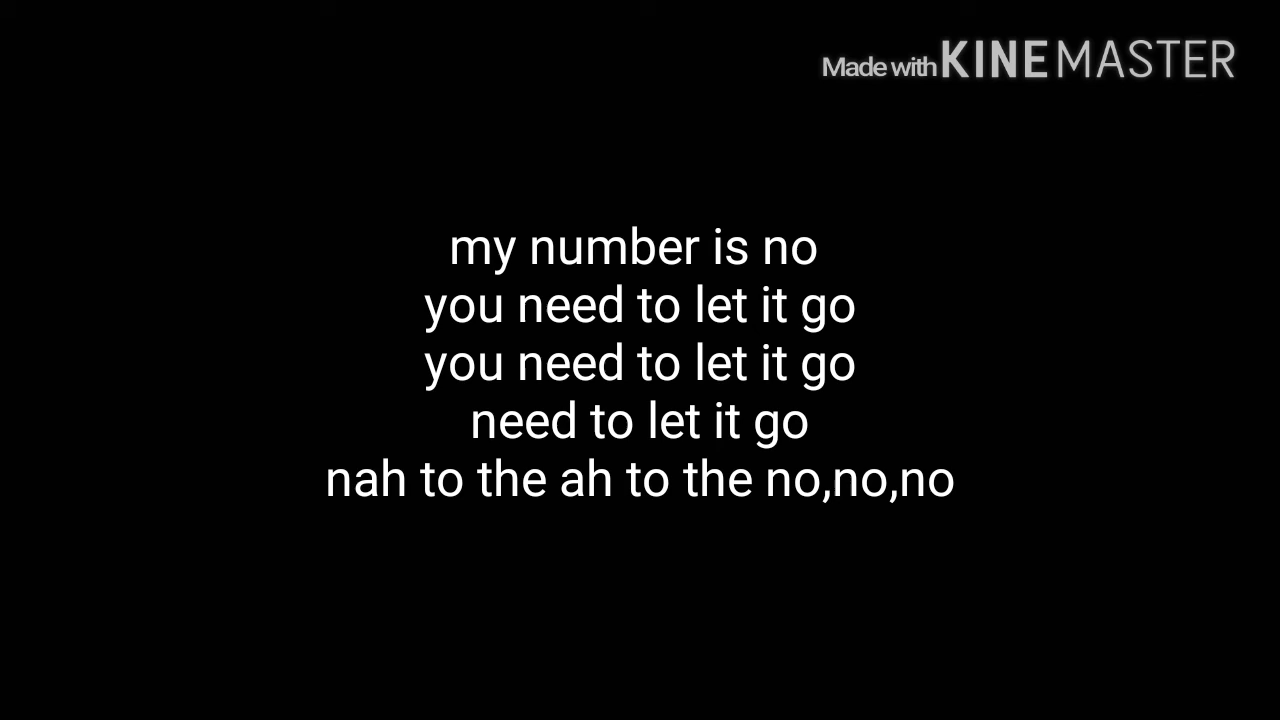 Made with KINEMASTER
my number is no
you need to let it go
you need to let it go
need to let it go
nah to the ah to the no,no,no